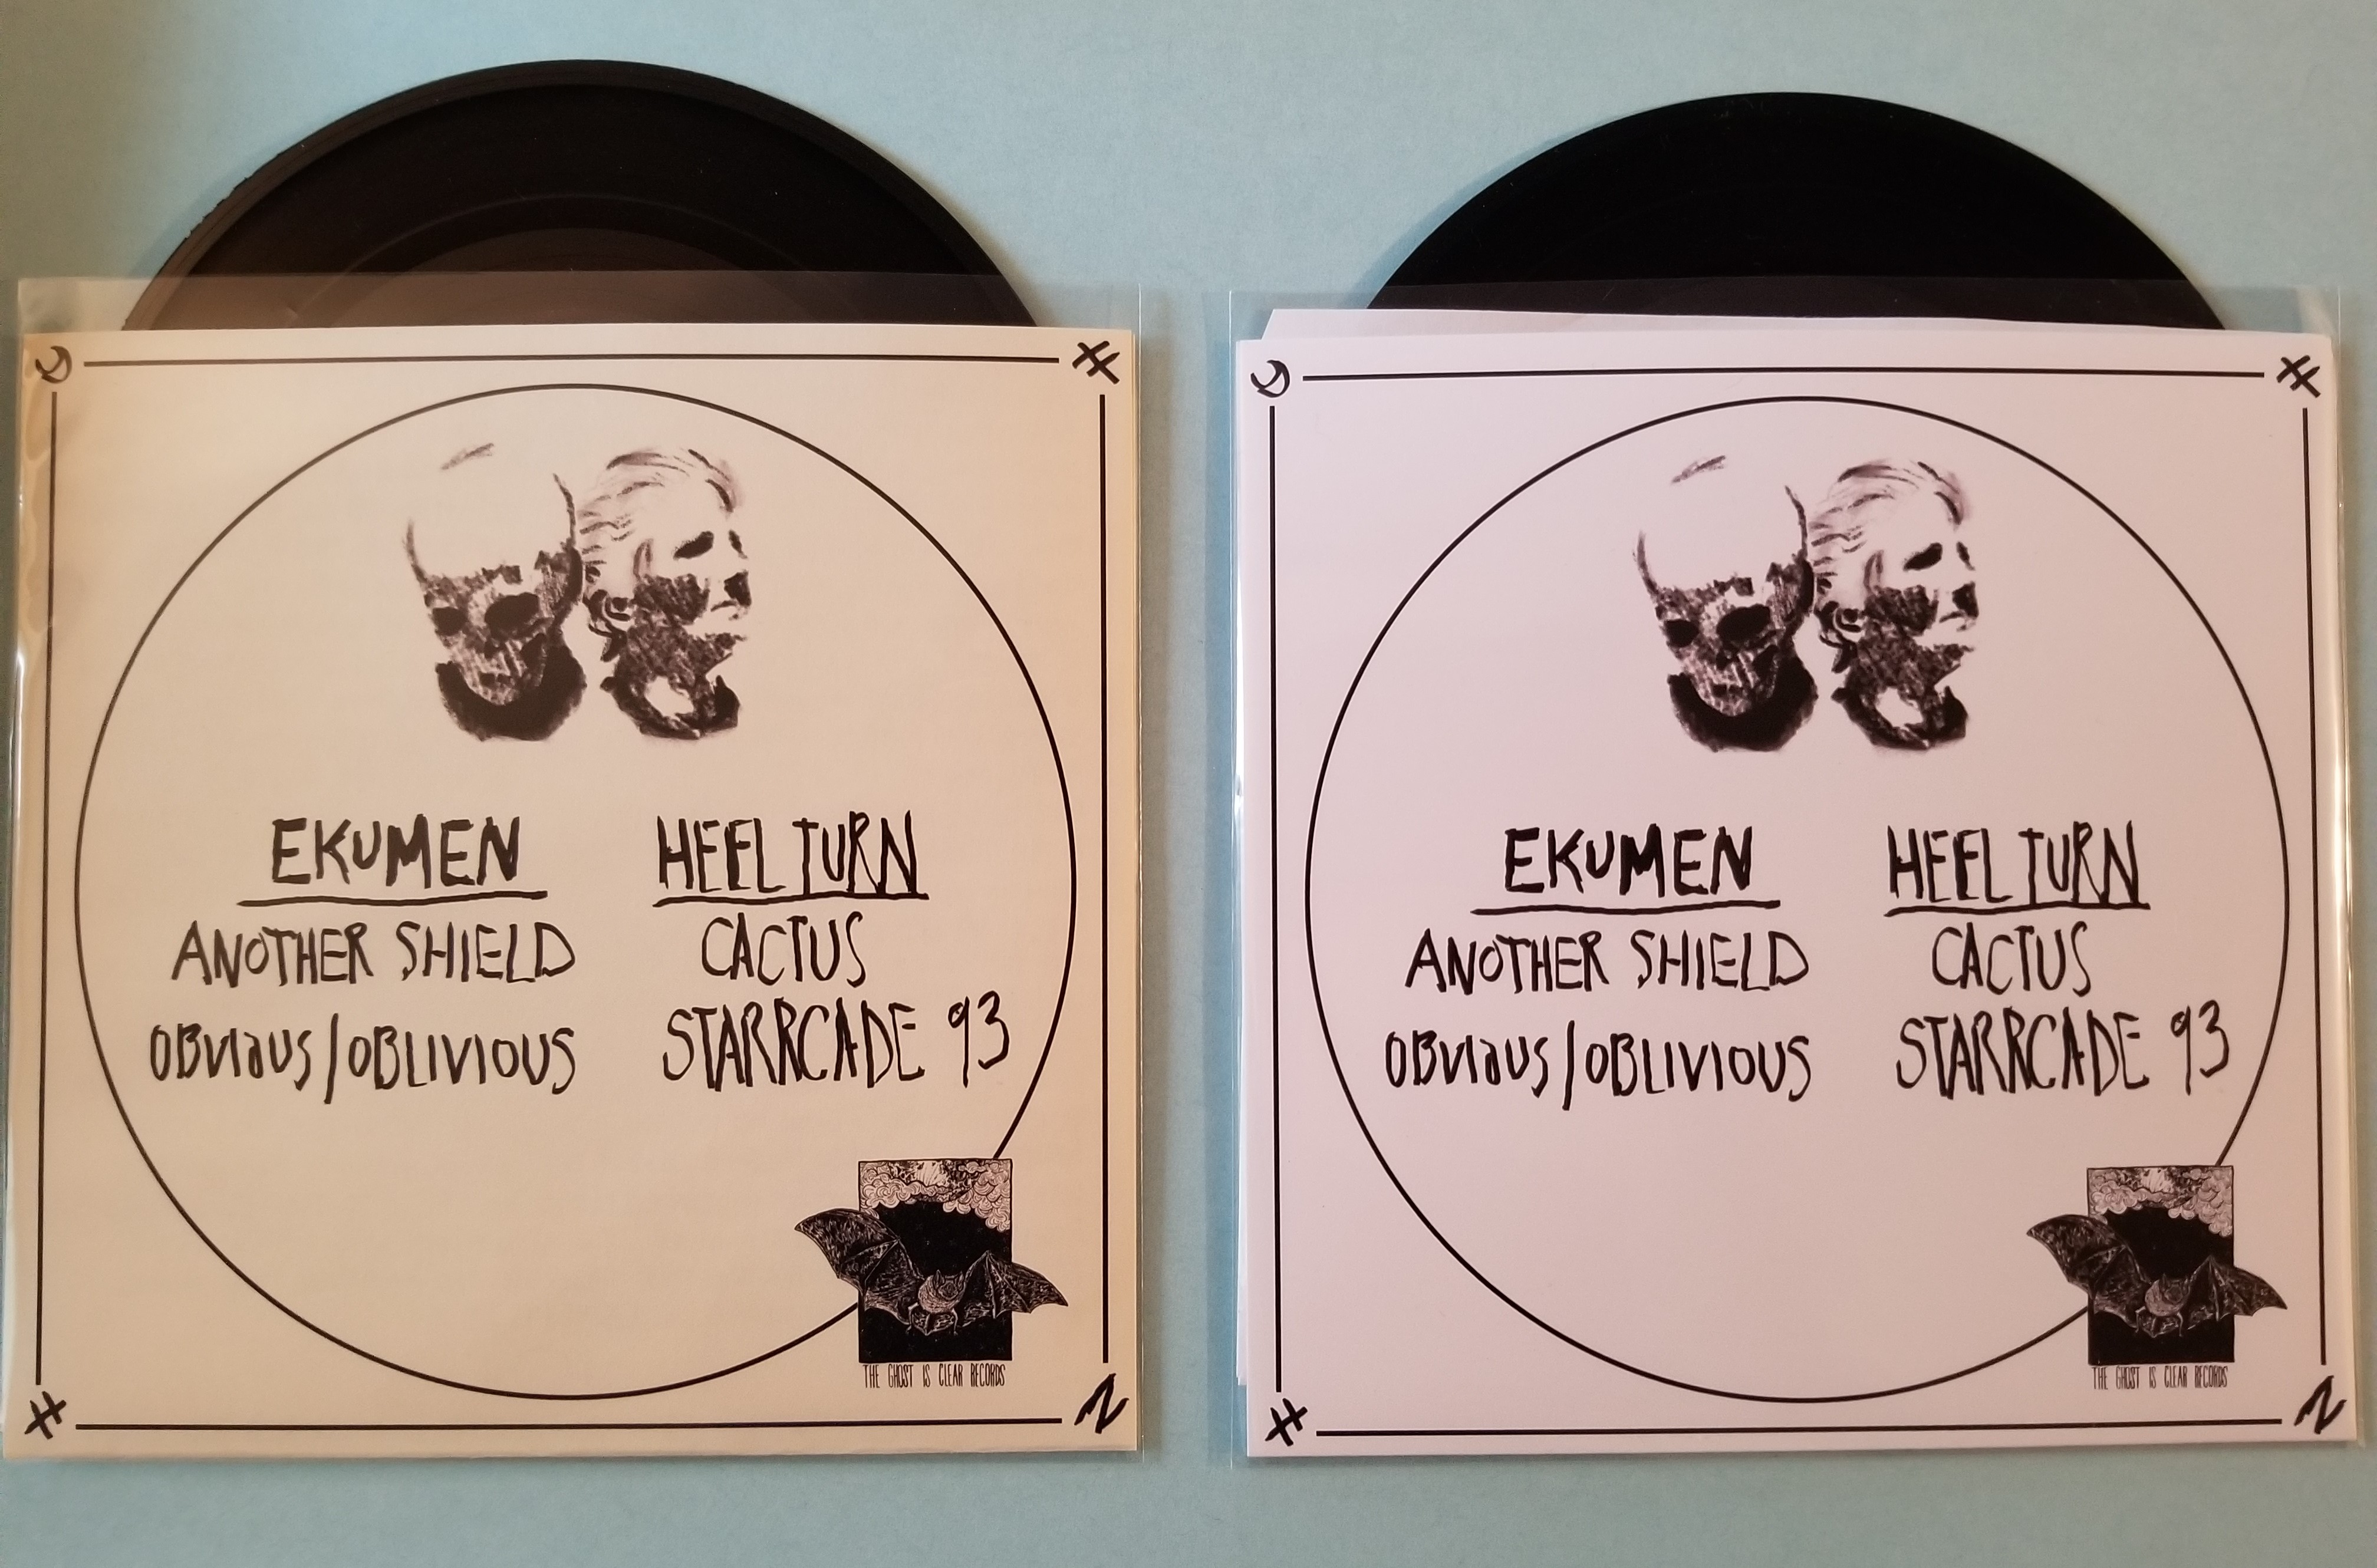 EKUMEN
ANOTHER SHIELD
OBVIOUS/OBLIVIOUS
HEEL TURN
CACTUS
STARRCADE 93
THE GHOST IS CLEAR RECORDS
EKUMEN
ANOTHER SHIELD
OBVIOUS/OBLIVIOUS
HEEL TURN
CACTUS
STARRCADE 93
THE GHOST IS CLEAR RECORDS